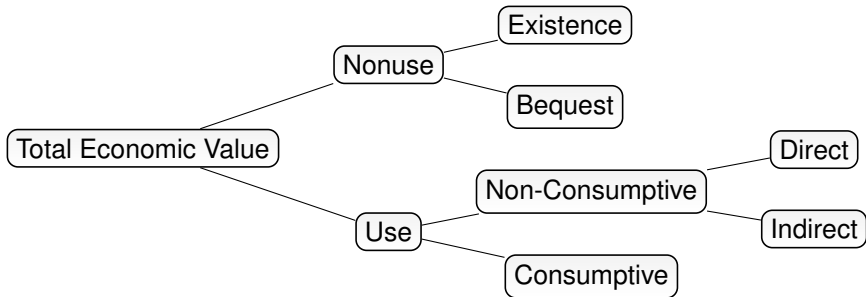 Existence
Nonuse
Bequest
Total Economic Value
Direct
Non-Consumptive
Use
Indirect
Consumptive